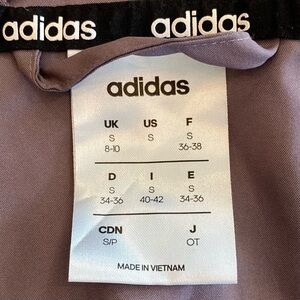 adidas adidas
adidas
UK US F
S S S
8-10 36-38
D I E
S S S
34-36 40-42 34-36
CDN J
S/P OT
MADE IN VIETNAM